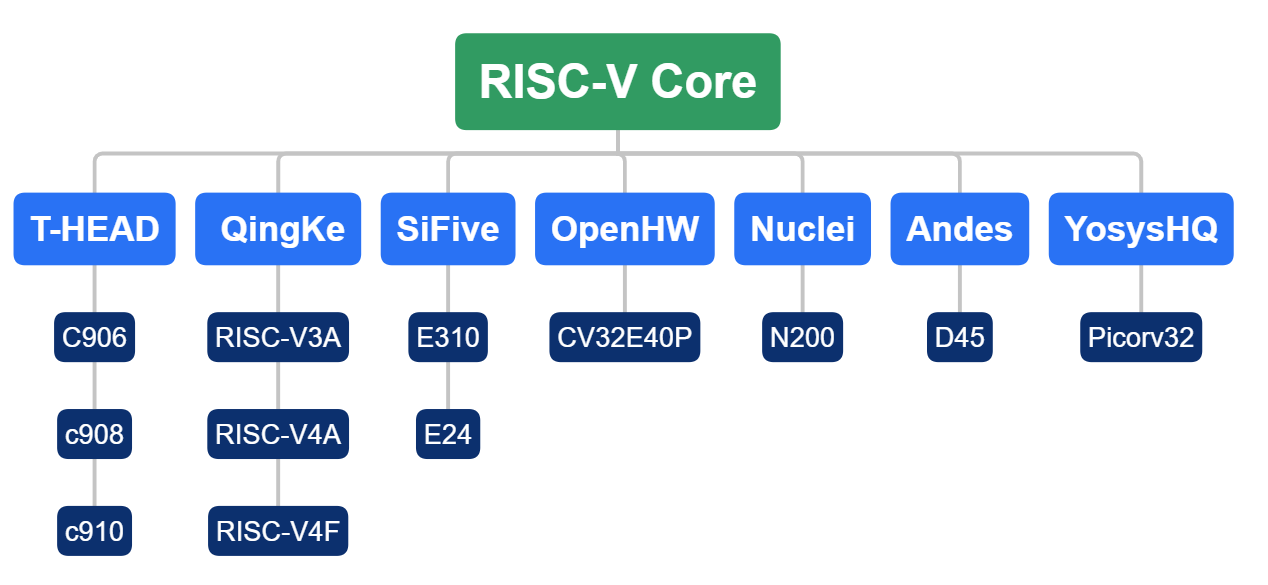 RISC-V Core
T-HEAD
QingKe
SiFive
OpenHW
Nuclei
Andes
YosysHQ
C906
RISC-V3A
E310
CV32E40P
N200
D45
Picorv32
c908
RISC-V4A
E24
c910
RISC-V4F